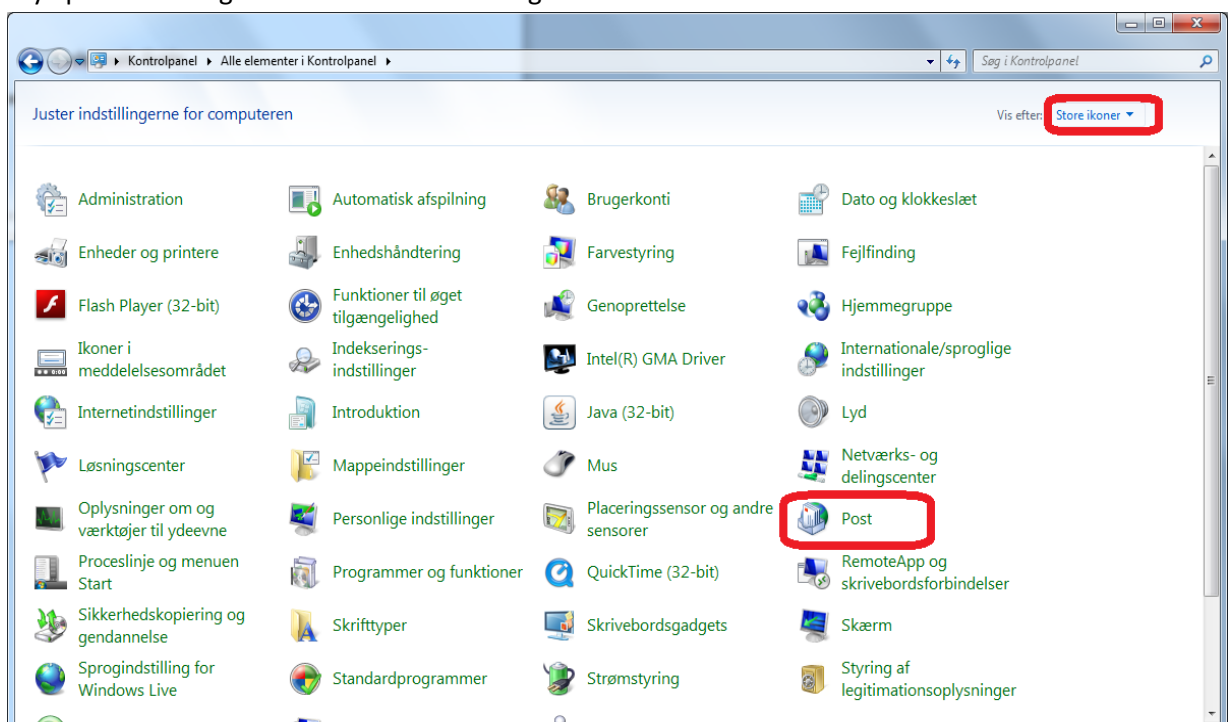 Kontrolpanel Alle elementer i Kontrolpanel
Søg i Kontrolpanel
Juster indstillingerne for computeren
Vis efter: Store ikoner
Administration
Automatisk afspilning
Brugerkonti
Dato og klokkeslæt
Enheder og printere
Enhedshåndtering
Farvestyring
Fejlfinding
Flash Player (32-bit)
Funktioner til øget
tilgængelighed
Genoprettelse
Hjemmegruppe
Ikoner i
meddelelsesområdet
Indekserings-
indstillinger
Intel(R) GMA Driver
Internationale/sproglige
indstillinger
Internetindstillinger
Introduktion
Java (32-bit)
Lyd
Løsningscenter
Mappeindstillinger
Mus
Netværks- og
delingscenter
Oplysninger om og
værktøjer til ydeevne
Personlige indstillinger
Placeringssensor og andre
sensorer
Post
Proceslinje og menuen
Start
Programmer og funktioner
QuickTime (32-bit)
RemoteApp og
skrivebordsforbindelser
Sikkerhedskopiering og
gendannelse
Skrifttyper
Skrivebordsgadgets
Skærm
Sprogindstilling for
Windows Live
Standardprogrammer
Strømstyring
Styring af
legitimationsoplysninger